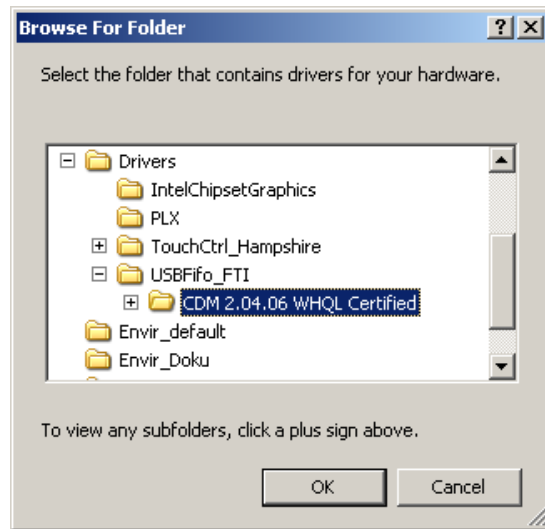 Browse For Folder
Select the folder that contains drivers for your hardware.
Drivers
IntelChipsetGraphics
PLX
TouchCtrl_Hampshire
USBFifo_FTI
CDM 2.04.06 WHQL Certified
Envir_default
Envir_Doku
To view any subfolders, click a plus sign above.
OK Cancel